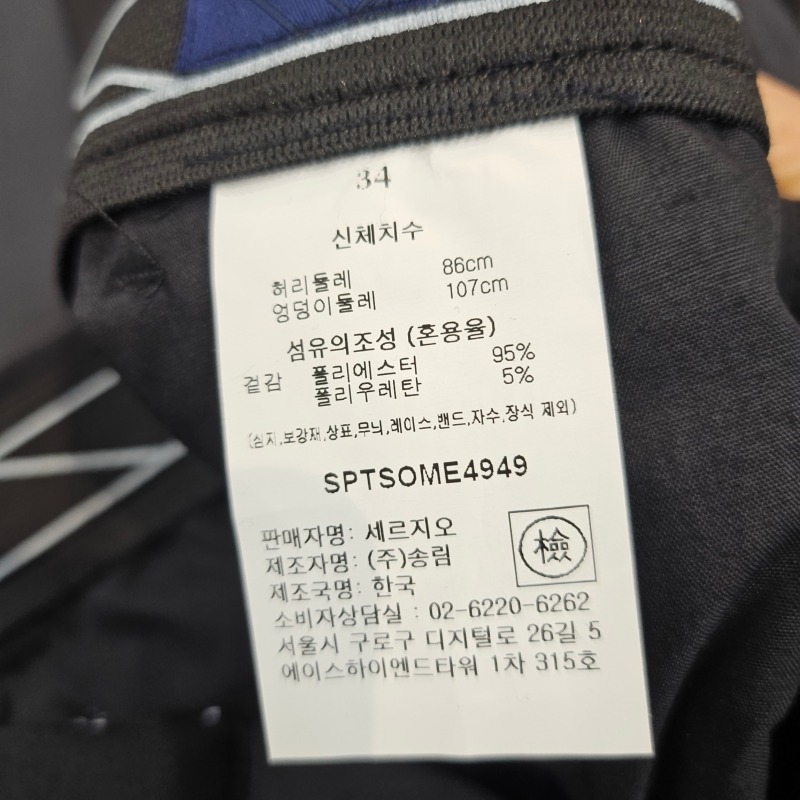 34
신체치수
허리둘레 86cm
엉덩이둘레 107cm
섬유의조성 (혼용율)
겉감 폴리에스터 95%
폴리우레탄 5%
(심지,보강재,상표,무늬,레이스,밴드,자수,장식 제외)
SPTSOME4949
판매자명: 세르지오
제조자명: (주)송림
제조국명: 한국
檢
소비자상담실 : 02-6220-6262
서울시 구로구 디지털로 26길 5
에이스하이엔드타워 1차 315호